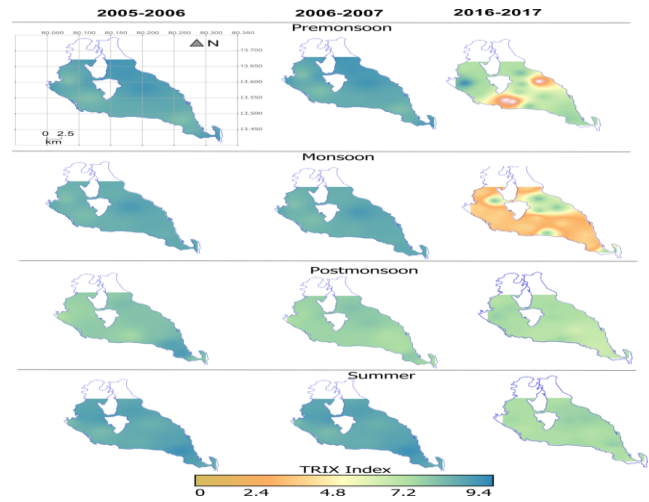 2005-2006 2006-2007 2016-2017
Premonsoon
80.050 80.100 80.150 80.200 80.250 80.300 80.350
N
13.700
13.650
13.600
13.550
13.500
13.450
0 2.5
km
Monsoon
Postmonsoon
Summer
TRIX Index
0 2.4 4.8 7.2 9.4